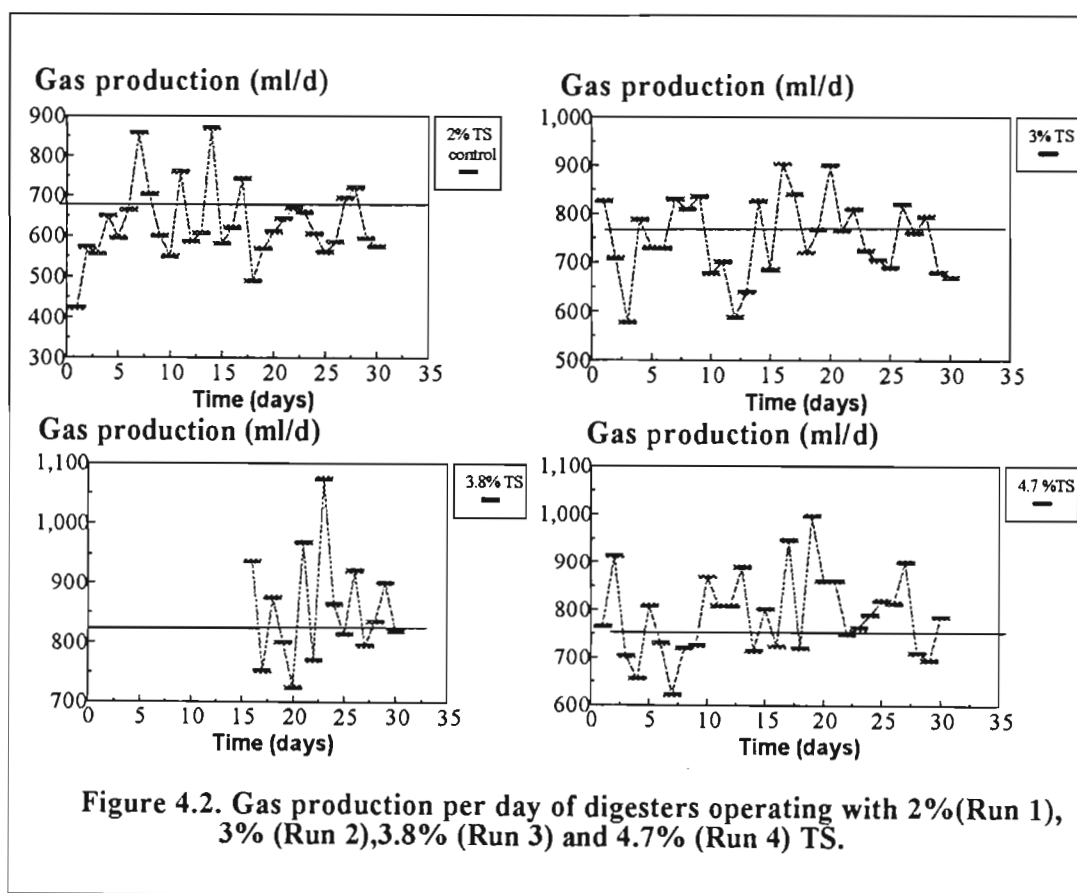 Gas production (ml/d)
900
800
700
600
500
400
300
0 5 10 15 20 25 30 35
Time (days)
2% TS
control
Gas production (ml/d)
1,000
900
800
700
600
500
0 5 10 15 20 25 30 35
Time (days)
3% TS
Gas production (ml/d)
1,100
1,000
900
800
700
0 5 10 15 20 25 30 35
Time (days)
3.8% TS
Gas production (ml/d)
1,100
1,000
900
800
700
600
0 5 10 15 20 25 30 35
Time (days)
4.7 %TS
Figure 4.2. Gas production per day of digesters operating with 2%(Run 1),
3% (Run 2),3.8% (Run 3) and 4.7% (Run 4) TS.